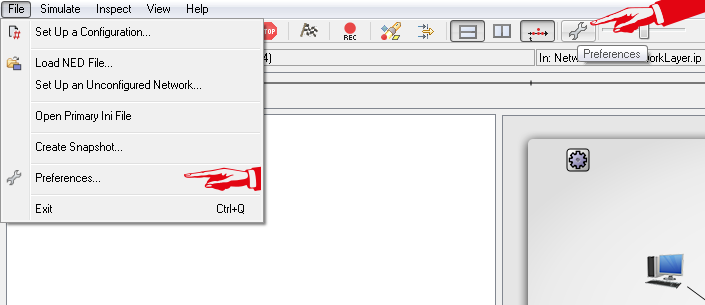 File Simulate Inspect View Help
Set Up a Configuration...
STOP
REC
Preferences
Load NED File...
4)
In: Netw
orkLayer.ip
Set Up an Unconfigured Network...
Open Primary Ini File
Create Snapshot...
Preferences...
Exit Ctrl+Q